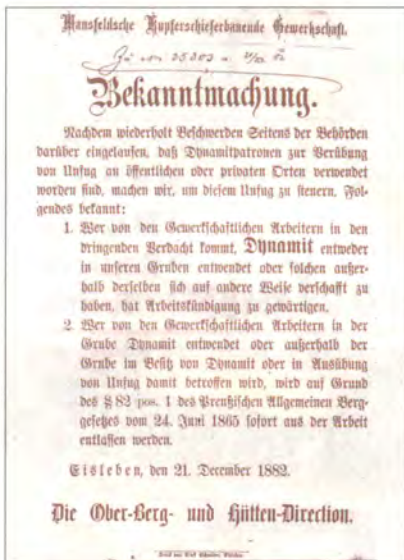 Mansfeldsche Kupferschieferbauende Gewerkschaft.
Bekanntmachung.
Nachdem wiederholt Beschwerden Seitens der Behörden
darüber eingelaufen, daß Dynamitpatronen zur Verübung
von Unfug an öffentlichen oder privaten Orten verwendet
worden sind, machen wir, um diesem Unfug zu steuern, Fol-
gendes bekannt:
1. Wer von den Gewerkschaftlichen Arbeitern in den
dringenden Verdacht kommt, Dynamit entweder
in unseren Gruben entwendet oder solchen außer-
halb derselben sich auf andere Weise verschafft zu
haben, hat Arbeitskündigung zu gewärtigen.
2. Wer von den Gewerkschaftlichen Arbeitern in der
Grube Dynamit entwendet oder außerhalb der
Grube im Besitz von Dynamit oder in Ausübung
von Unfug damit betroffen wird, wird auf Grund
des § 82 pos. 1 des Preußischen Allgemeinen Berg-
gesetzes vom 24. Juni 1865 sofort aus der Arbeit
entlassen werden.
Eisleben, den 21. December 1882.
Die Ober-Berg- und Hütten-Direction.